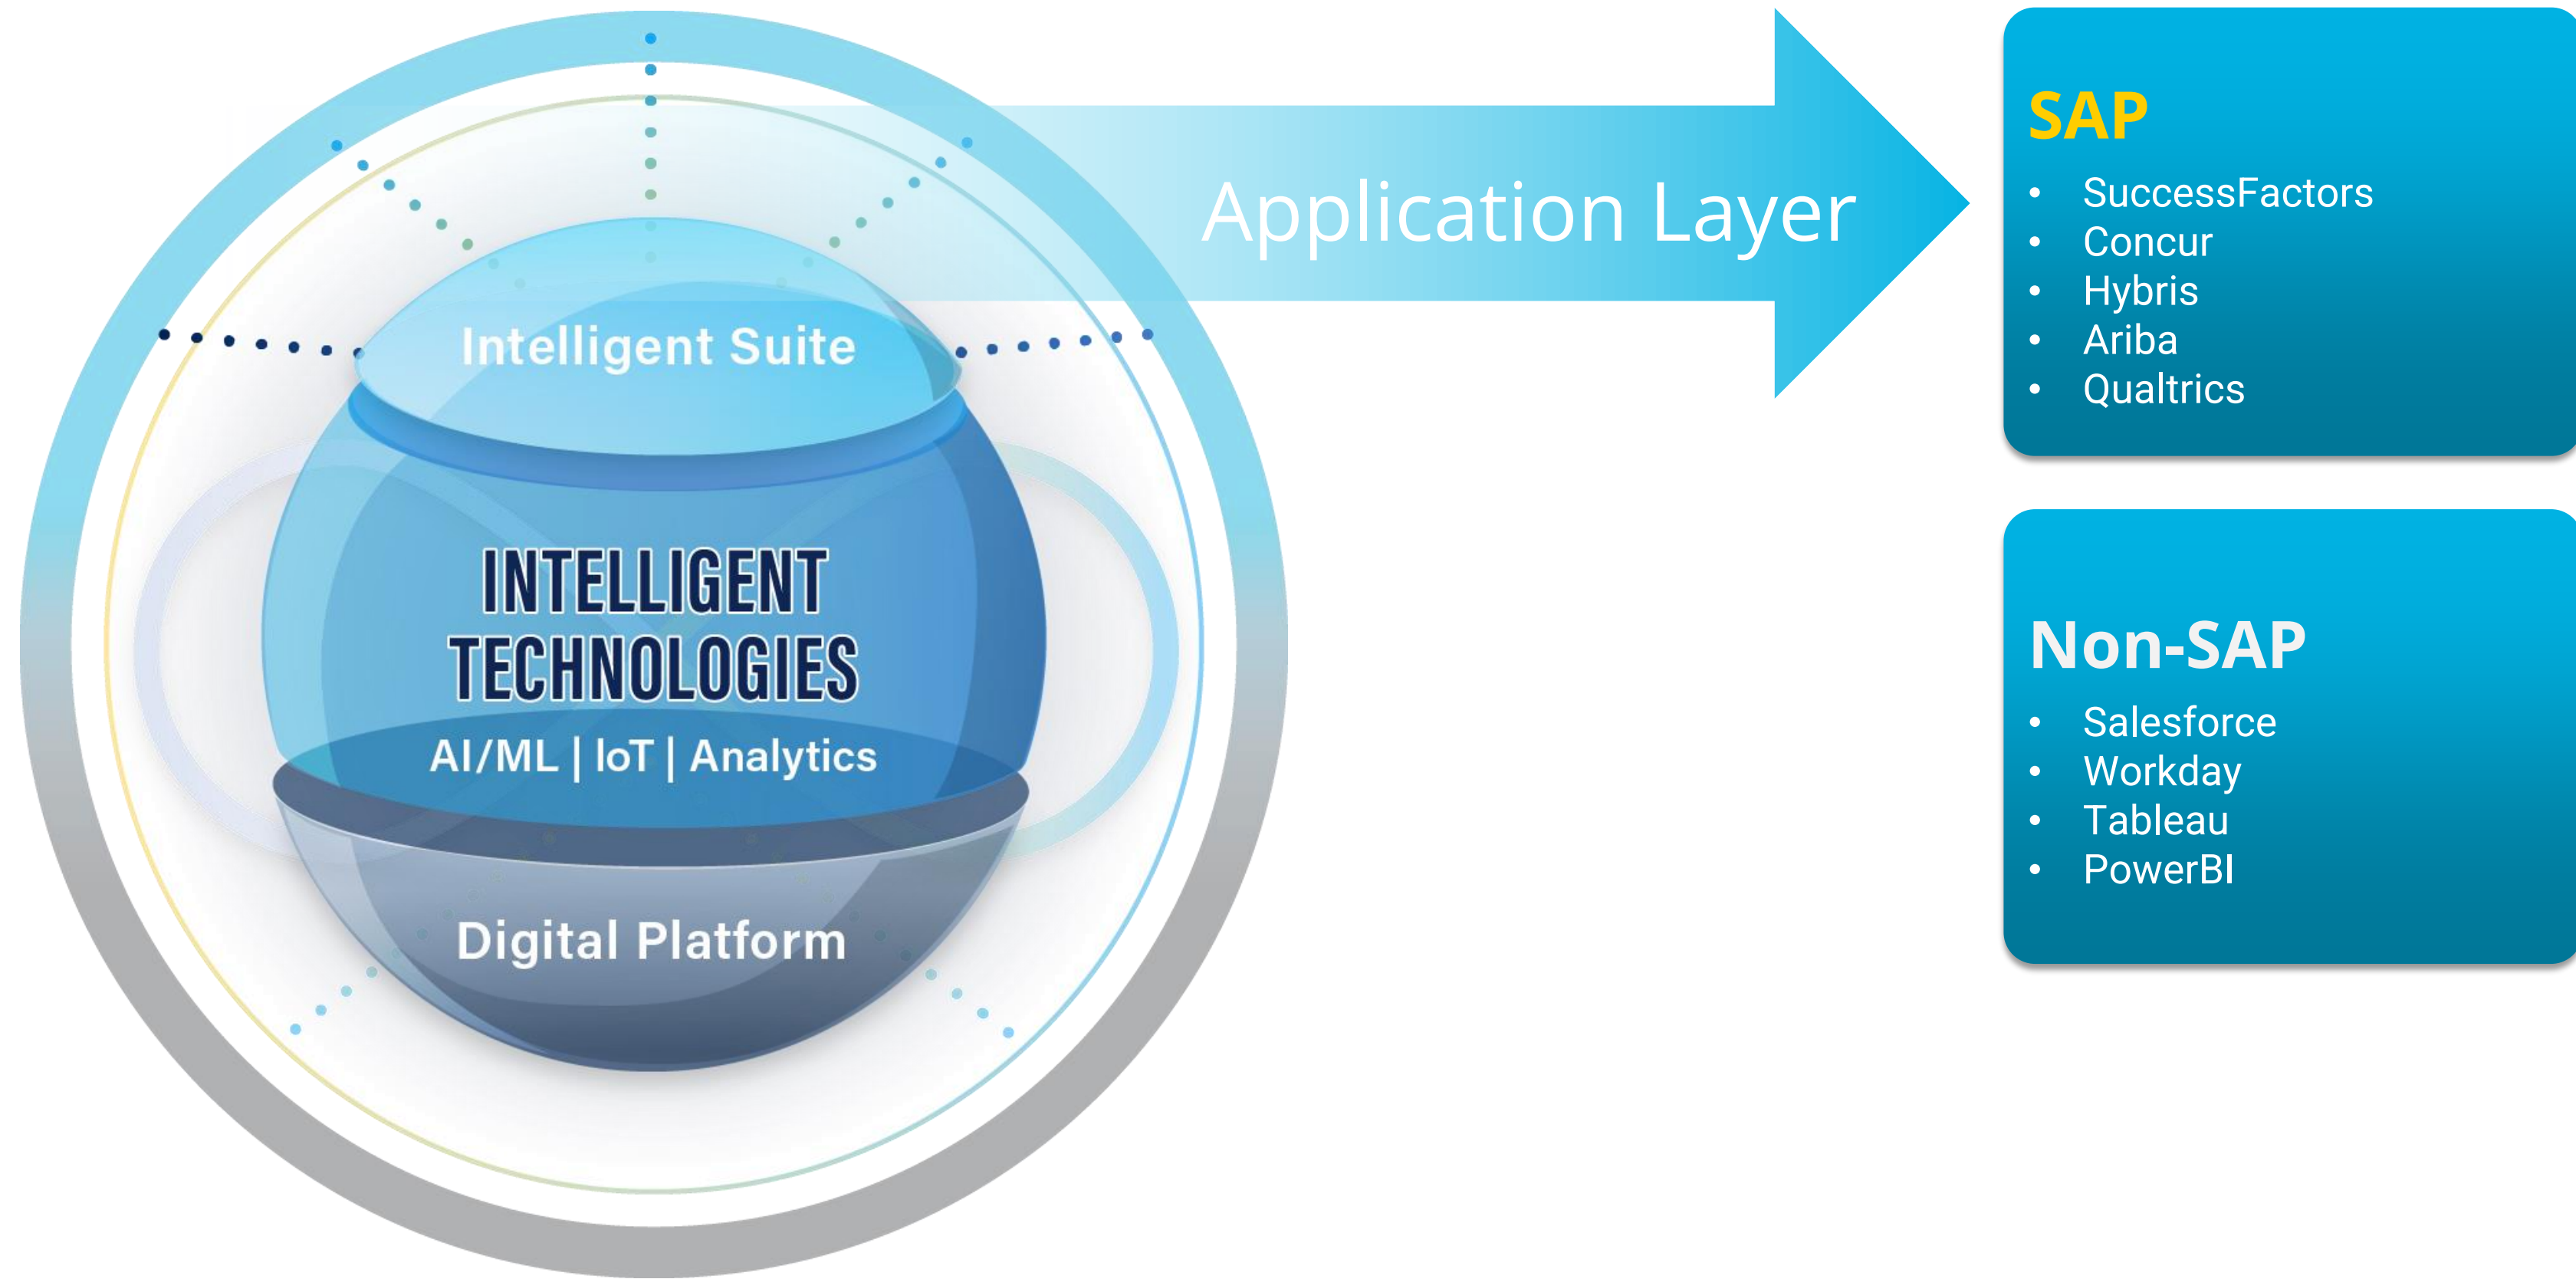 Application Layer
Intelligent Suite
INTELLIGENT
TECHNOLOGIES
AI/ML | IoT | Analytics
Digital Platform
SAP
• SuccessFactors
• Concur
• Hybris
• Ariba
• Qualtrics
Non-SAP
• Salesforce
• Workday
• Tableau
• PowerBI